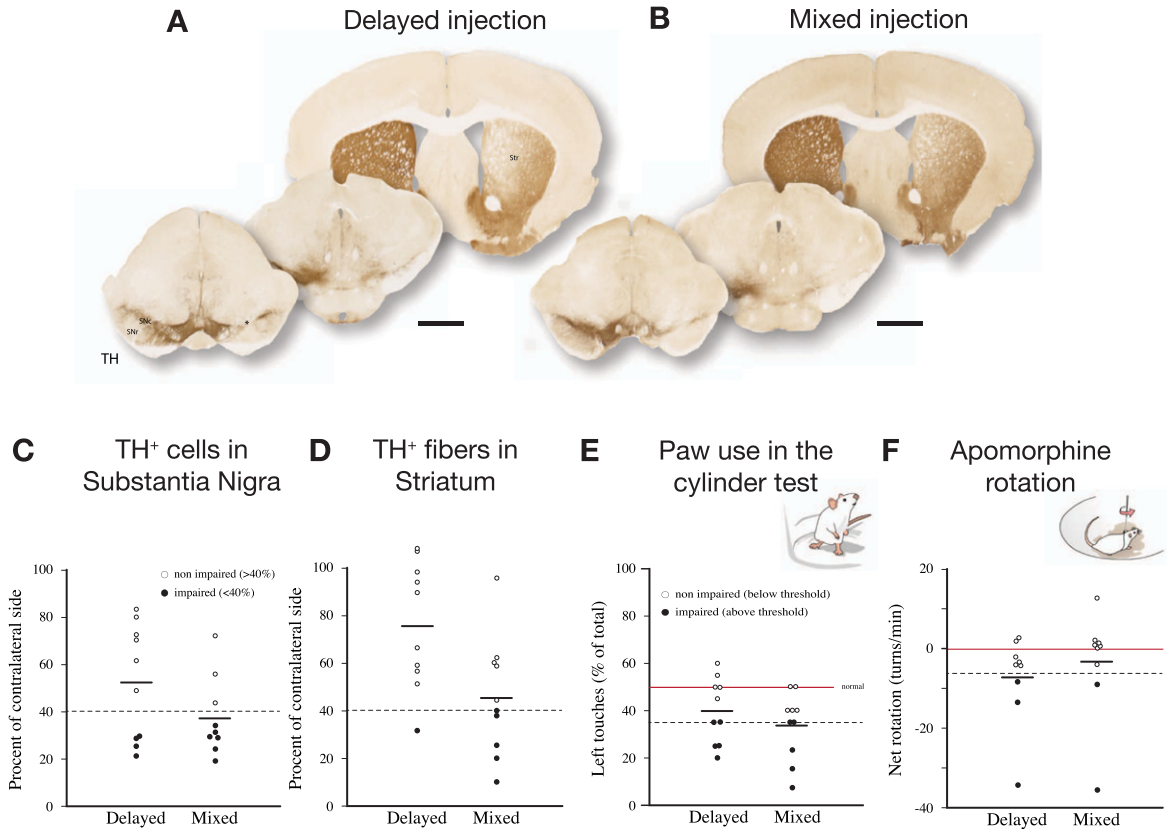 A
Delayed injection
B
Mixed injection
Str
SNc
SNr
*
TH
C
TH+ cells in
Substantia Nigra
Procent of contralateral side
100
80
60
40
20
0
non impaired (>40%)
impaired (<40%)
Delayed
Mixed
D
TH+ fibers in
Striatum
Procent of contralateral side
100
80
60
40
20
0
Delayed
Mixed
E
Paw use in the
cylinder test
Left touches (% of total)
100
80
60
40
20
0
non impaired (below threshold)
impaired (above threshold)
normal
Delayed
Mixed
F
Apomorphine
rotation
Net rotation (turns/min)
20
0
-20
-40
Delayed
Mixed